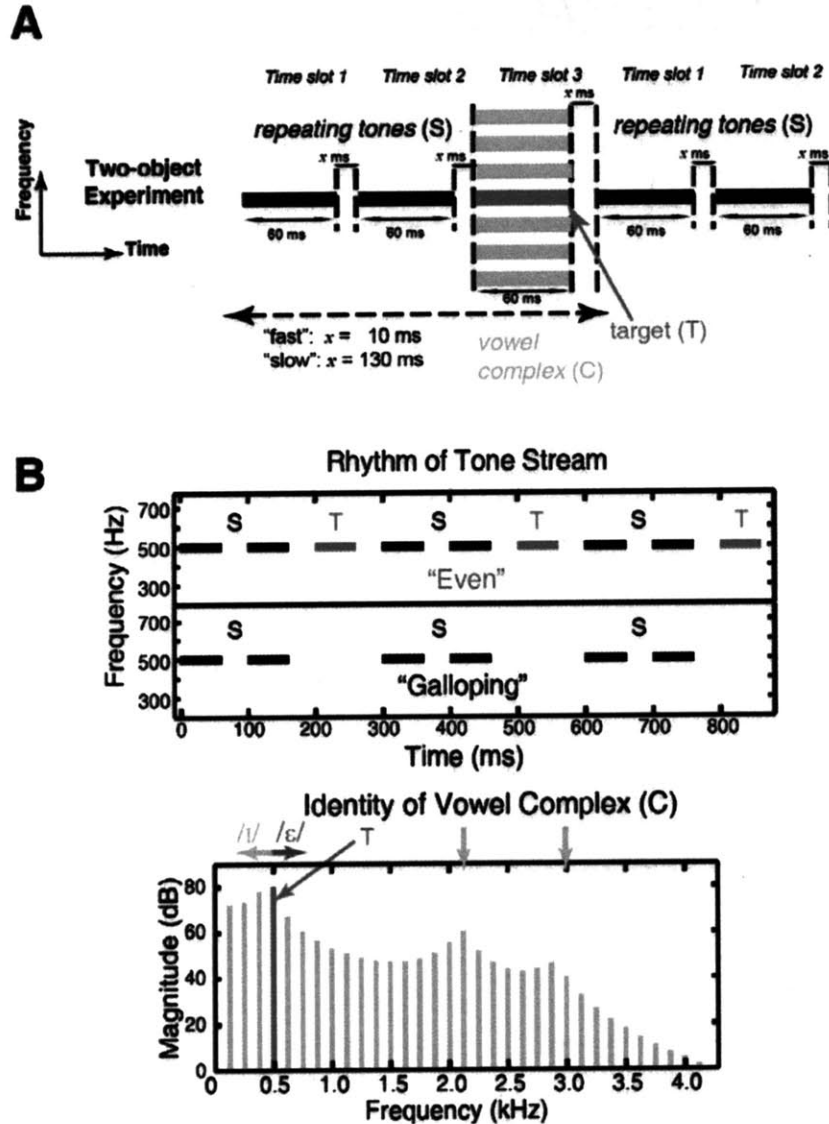 A
Time slot 1 Time slot 2 Time slot 3 Time slot 1 Time slot 2
x ms
repeating tones (S) repeating tones (S)
x ms x ms x ms x ms
Frequency
Two-object
Experiment
60 ms 60 ms 60 ms 60 ms
Time
60 ms
"fast": x = 10 ms
"slow": x = 130 ms
vowel
complex (C)
target (T)
B
Rhythm of Tone Stream
Frequency (Hz)
700
500
300
S T S T S T
"Even"
700
500
300
S S S
"Galloping"
0 100 200 300 400 500 600 700 800
Time (ms)
Identity of Vowel Complex (C)
/ɪ/ /ε/ T
Magnitude (dB)
80
60
40
20
0
0 0.5 1.0 1.5 2.0 2.5 3.0 3.5 4.0
Frequency (kHz)